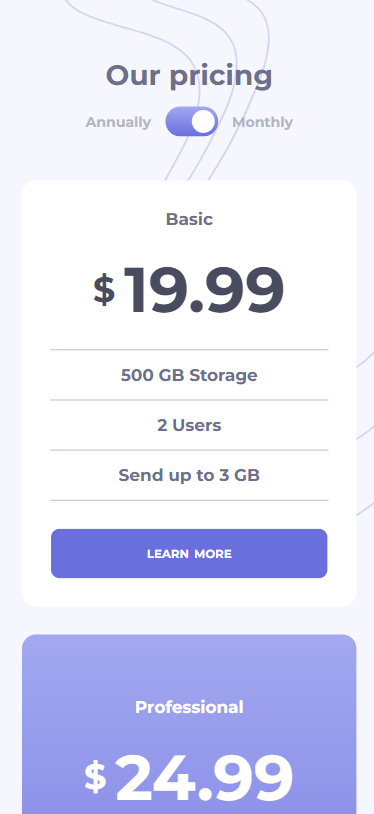 Our pricing
Annually Monthly
Basic
$ 19.99
500 GB Storage
2 Users
Send up to 3 GB
LEARN MORE
Professional
$ 24.99